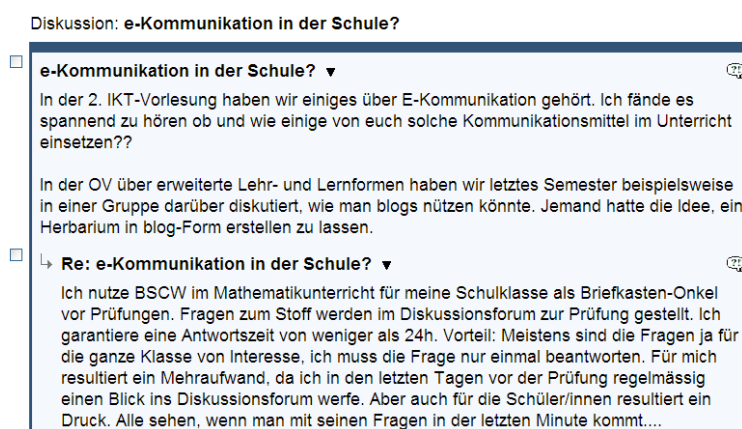 Diskussion: e-Kommunikation in der Schule?
e-Kommunikation in der Schule? ▼
In der 2. IKT-Vorlesung haben wir einiges über E-Kommunikation gehört. Ich fände es
spannend zu hören ob und wie einige von euch solche Kommunikationsmittel im Unterricht
einsetzen??
In der OV über erweiterte Lehr- und Lernformen haben wir letztes Semester beispielsweise
in einer Gruppe darüber diskutiert, wie man blogs nützen könnte. Jemand hatte die Idee, ein
Herbarium in blog-Form erstellen zu lassen.
Re: e-Kommunikation in der Schule? ▼
Ich nutze BSCW im Mathematikunterricht für meine Schulklasse als Briefkasten-Onkel
vor Prüfungen. Fragen zum Stoff werden im Diskussionsforum zur Prüfung gestellt. Ich
garantiere eine Antwortszeit von weniger als 24h. Vorteil: Meistens sind die Fragen ja für
die ganze Klasse von Interesse, ich muss die Frage nur einmal beantworten. Für mich
resultiert ein Mehraufwand, da ich in den letzten Tagen vor der Prüfung regelmässig
einen Blick ins Diskussionsforum werfe. Aber auch für die Schüler/innen resultiert ein
Druck. Alle sehen, wenn man mit seinen Fragen in der letzten Minute kommt....